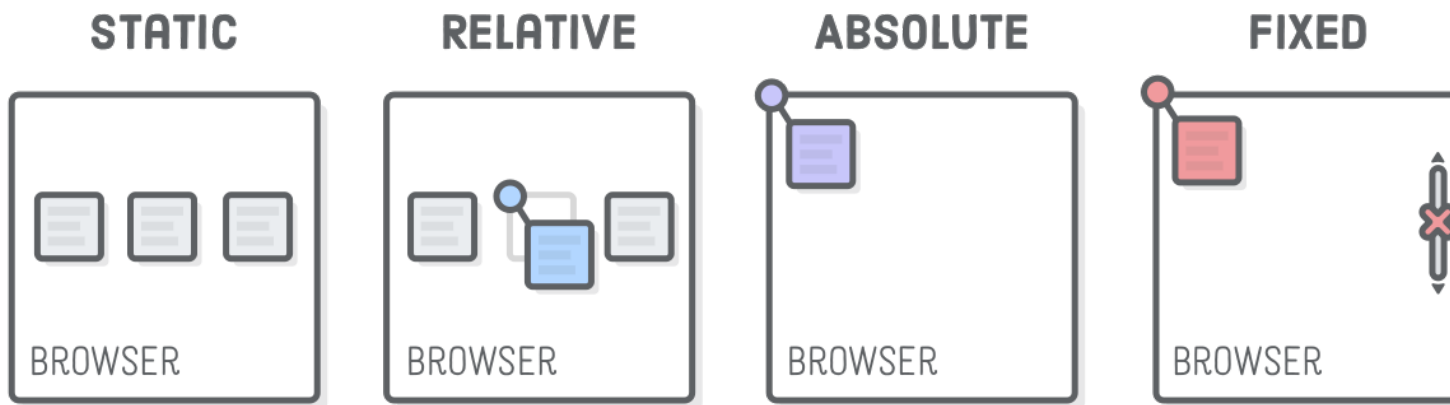 STATIC
RELATIVE
ABSOLUTE
FIXED
BROWSER
BROWSER
BROWSER
BROWSER